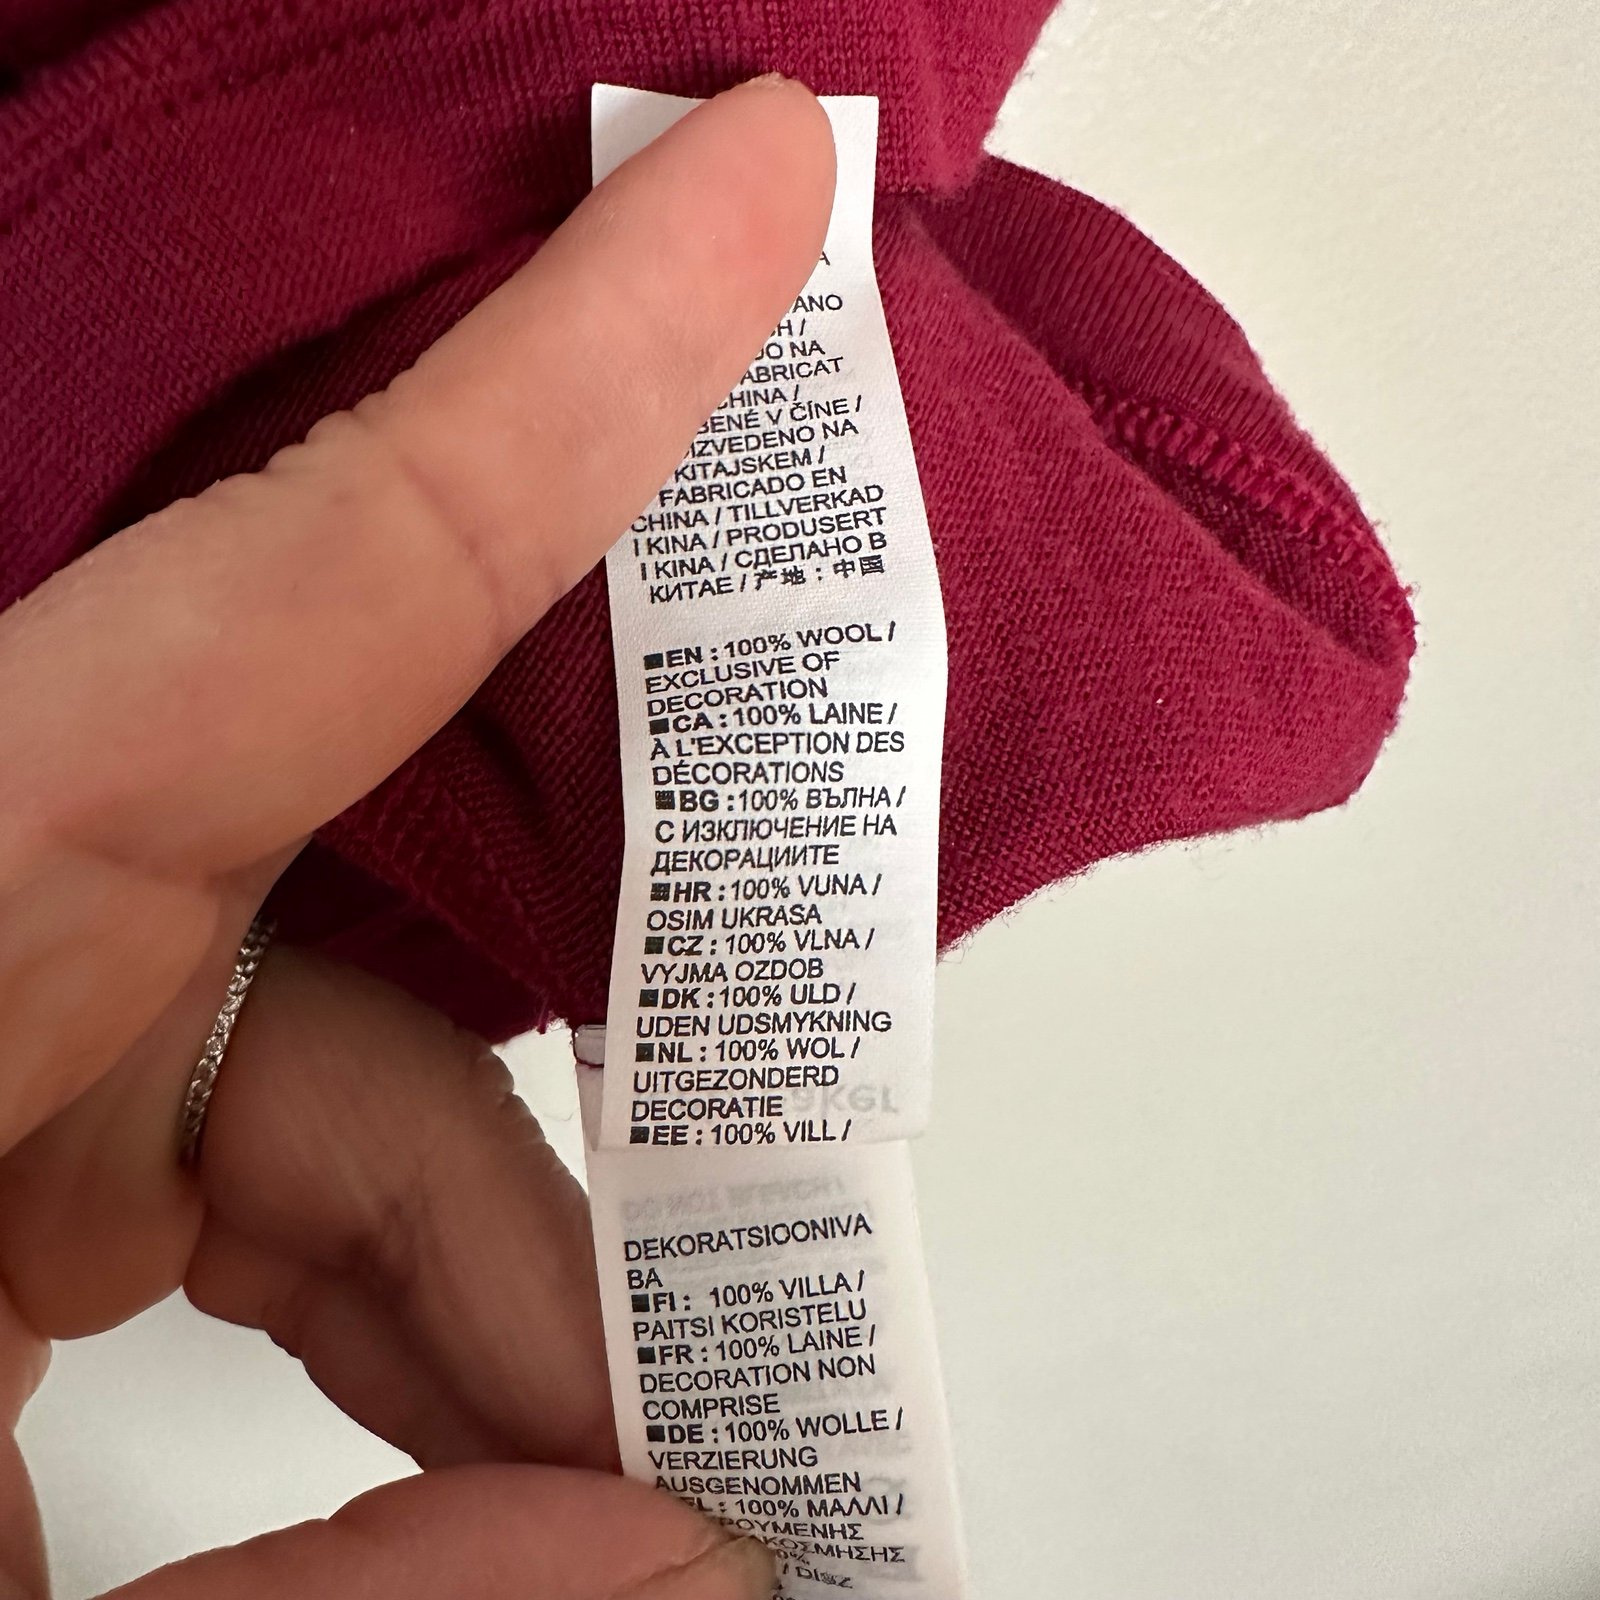 NA
CHINA /
V ČÍNE /
NA
KITAJSKEM /
FABRICADO EN
CHINA / TILLVERKAD
I KINA / PRODUSERT
I KINA / СДЕЛАНО В
КИТАЕ / 产地 : 中国
EN : 100% WOOL /
EXCLUSIVE OF
DECORATION
CA : 100% LAINE /
À L'EXCEPTION DES
DÉCORATIONS
BG : 100% ВЪЛНА /
С ИЗКЛЮЧЕНИЕ НА
ДЕКОРАЦИИТЕ
HR : 100% VUNA /
OSIM UKRASA
CZ : 100% VLNA /
VYJMA OZDOB
DK : 100% ULD /
UDEN UDSMYKNING
NL : 100% WOL /
UITGEZONDERD
DECORATIE
EE : 100% VILL /
DEKORATSIOONIVA
BA
FI : 100% VILLA /
PAITSI KORISTELU
FR : 100% LAINE /
DECORATION NON
COMPRISE
DE : 100% WOLLE /
VERZIERUNG
AUSGENOMMEN
EL : 100% ΜΑΛΛΙ /